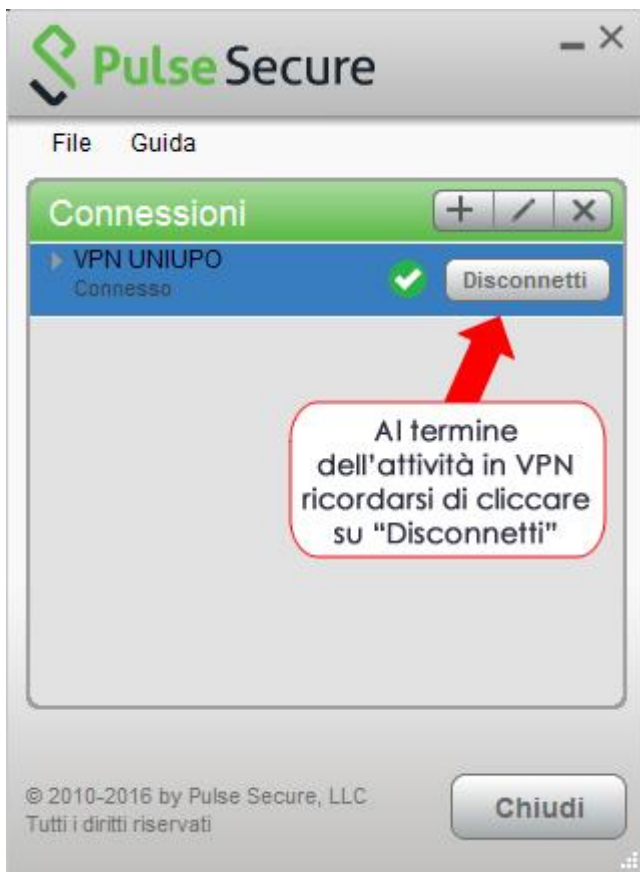 Pulse Secure
File Guida
Connessioni
VPN UNIUPO
Connesso
Disconnetti
Al termine
dell'attività in VPN
ricordarsi di cliccare
su “Disconnetti”
© 2010-2016 by Pulse Secure, LLC
Tutti i diritti riservati
Chiudi